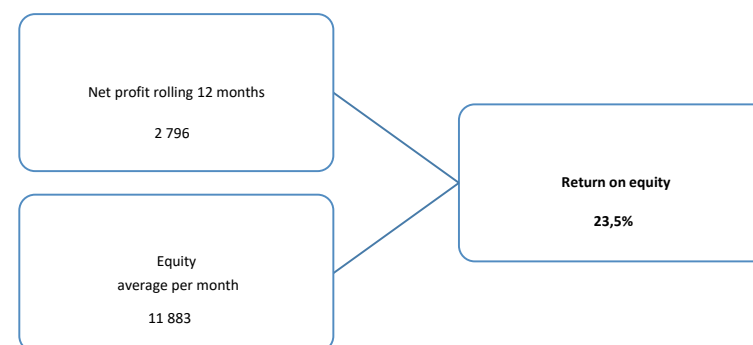 Net profit rolling 12 months
2 796
Return on equity
23,5%
Equity
average per month
11 883